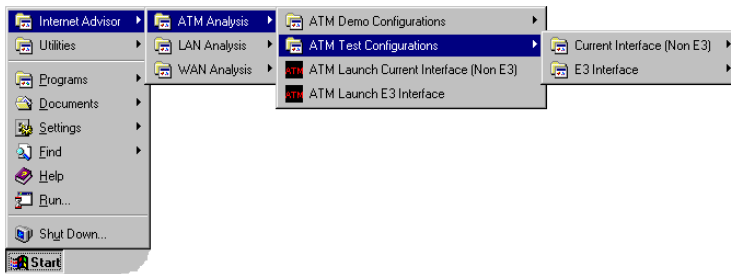 Internet Advisor
Utilities
Programs
Documents
Settings
Find
Help
Run...
Shut Down...
Start
ATM Analysis
LAN Analysis
WAN Analysis
ATM Demo Configurations
ATM Test Configurations
ATM ATM Launch Current Interface (Non E3)
ATM ATM Launch E3 Interface
Current Interface (Non E3)
E3 Interface